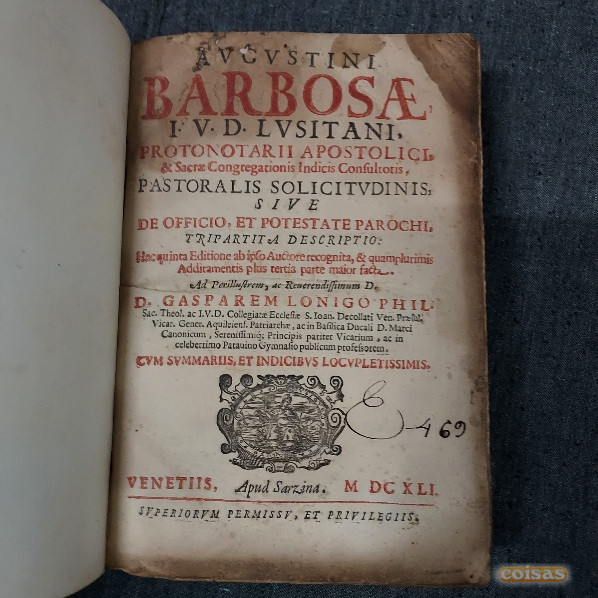 AVGVSTINI
BARBOSÆ,
I. V. D. LVSITANI,
PROTONOTARII APOSTOLICI,
& Sacræ Congregationis Indicis Consultoris,
PASTORALIS SOLICITVDINIS,
SIVE
DE OFFICIO, ET POTESTATE PAROCHI,
TRIPARTITA DESCRIPTIO:
Hac quinta Editione ab ipso Auctore recognita, & quamplurimis
Additamentis plus tertia parte maior facta.
Ad Perillustrem, ac Reuerendissimum D.
D. GASPAREM LONIGO PHIL.
Sac. Theol. ac I.V.D. Collegiatæ Ecclesiæ S. Ioan. Decollati Ven. Præsul.
Vicar. Gener. Aquileiens. Patriarchæ, ac in Basilica Ducali D. Marci
Canonicum, Serenissimiq; Principis pariter Vicarium, ac in
celeberrimo Patauino Gymnasio publicum professorem.
CVM SVMMARIIS, ET INDICIBVS LOCVPLETISSIMIS.
E-469
VENETIIS, Apud Sarzina. M DC XLI.
SVPERIORVM PERMISSV, ET PRIVILEGIIS.
coisas